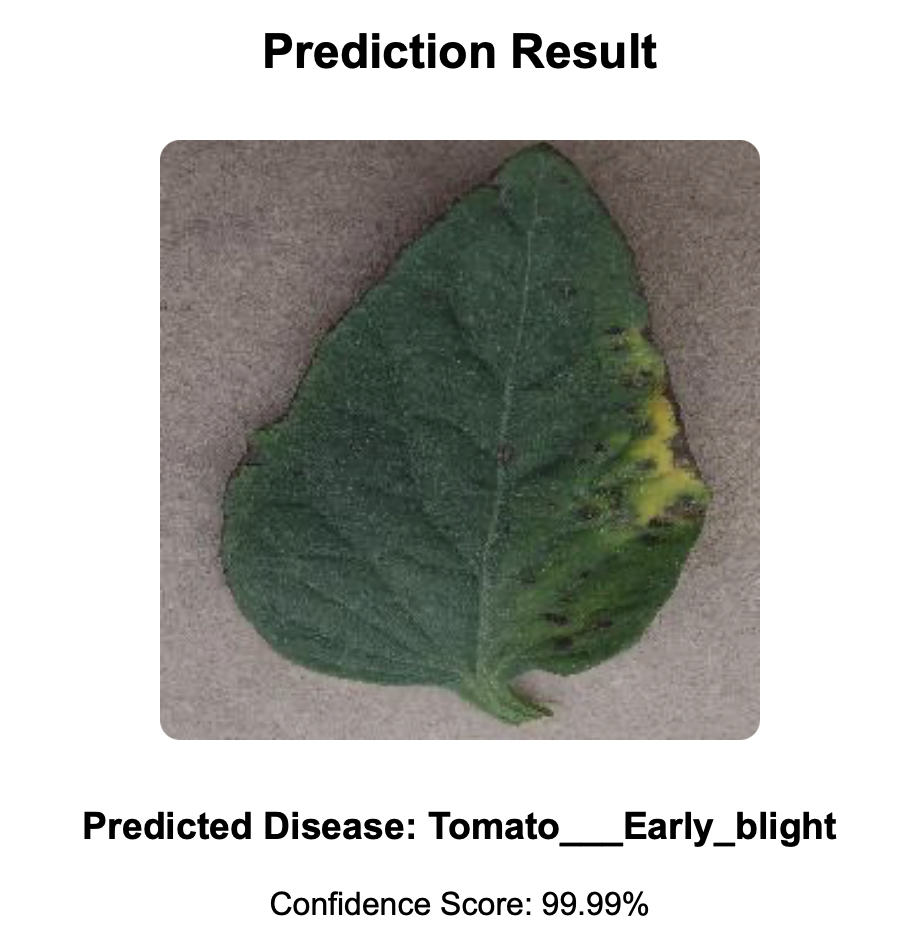 Prediction Result
Predicted Disease: Tomato___Early_blight
Confidence Score: 99.99%